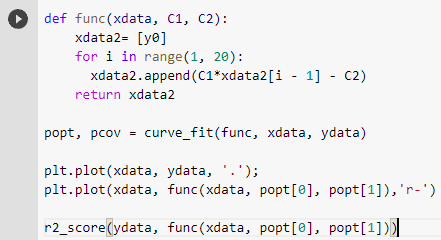 def func(xdata, C1, C2):
    xdata2= [y0]
    for i in range(1, 20):
      xdata2.append(C1*xdata2[i - 1] - C2)
    return xdata2

popt, pcov = curve_fit(func, xdata, ydata)

plt.plot(xdata, ydata, '.');
plt.plot(xdata, func(xdata, popt[0], popt[1]),'r-')

r2_score(ydata, func(xdata, popt[0], popt[1]))